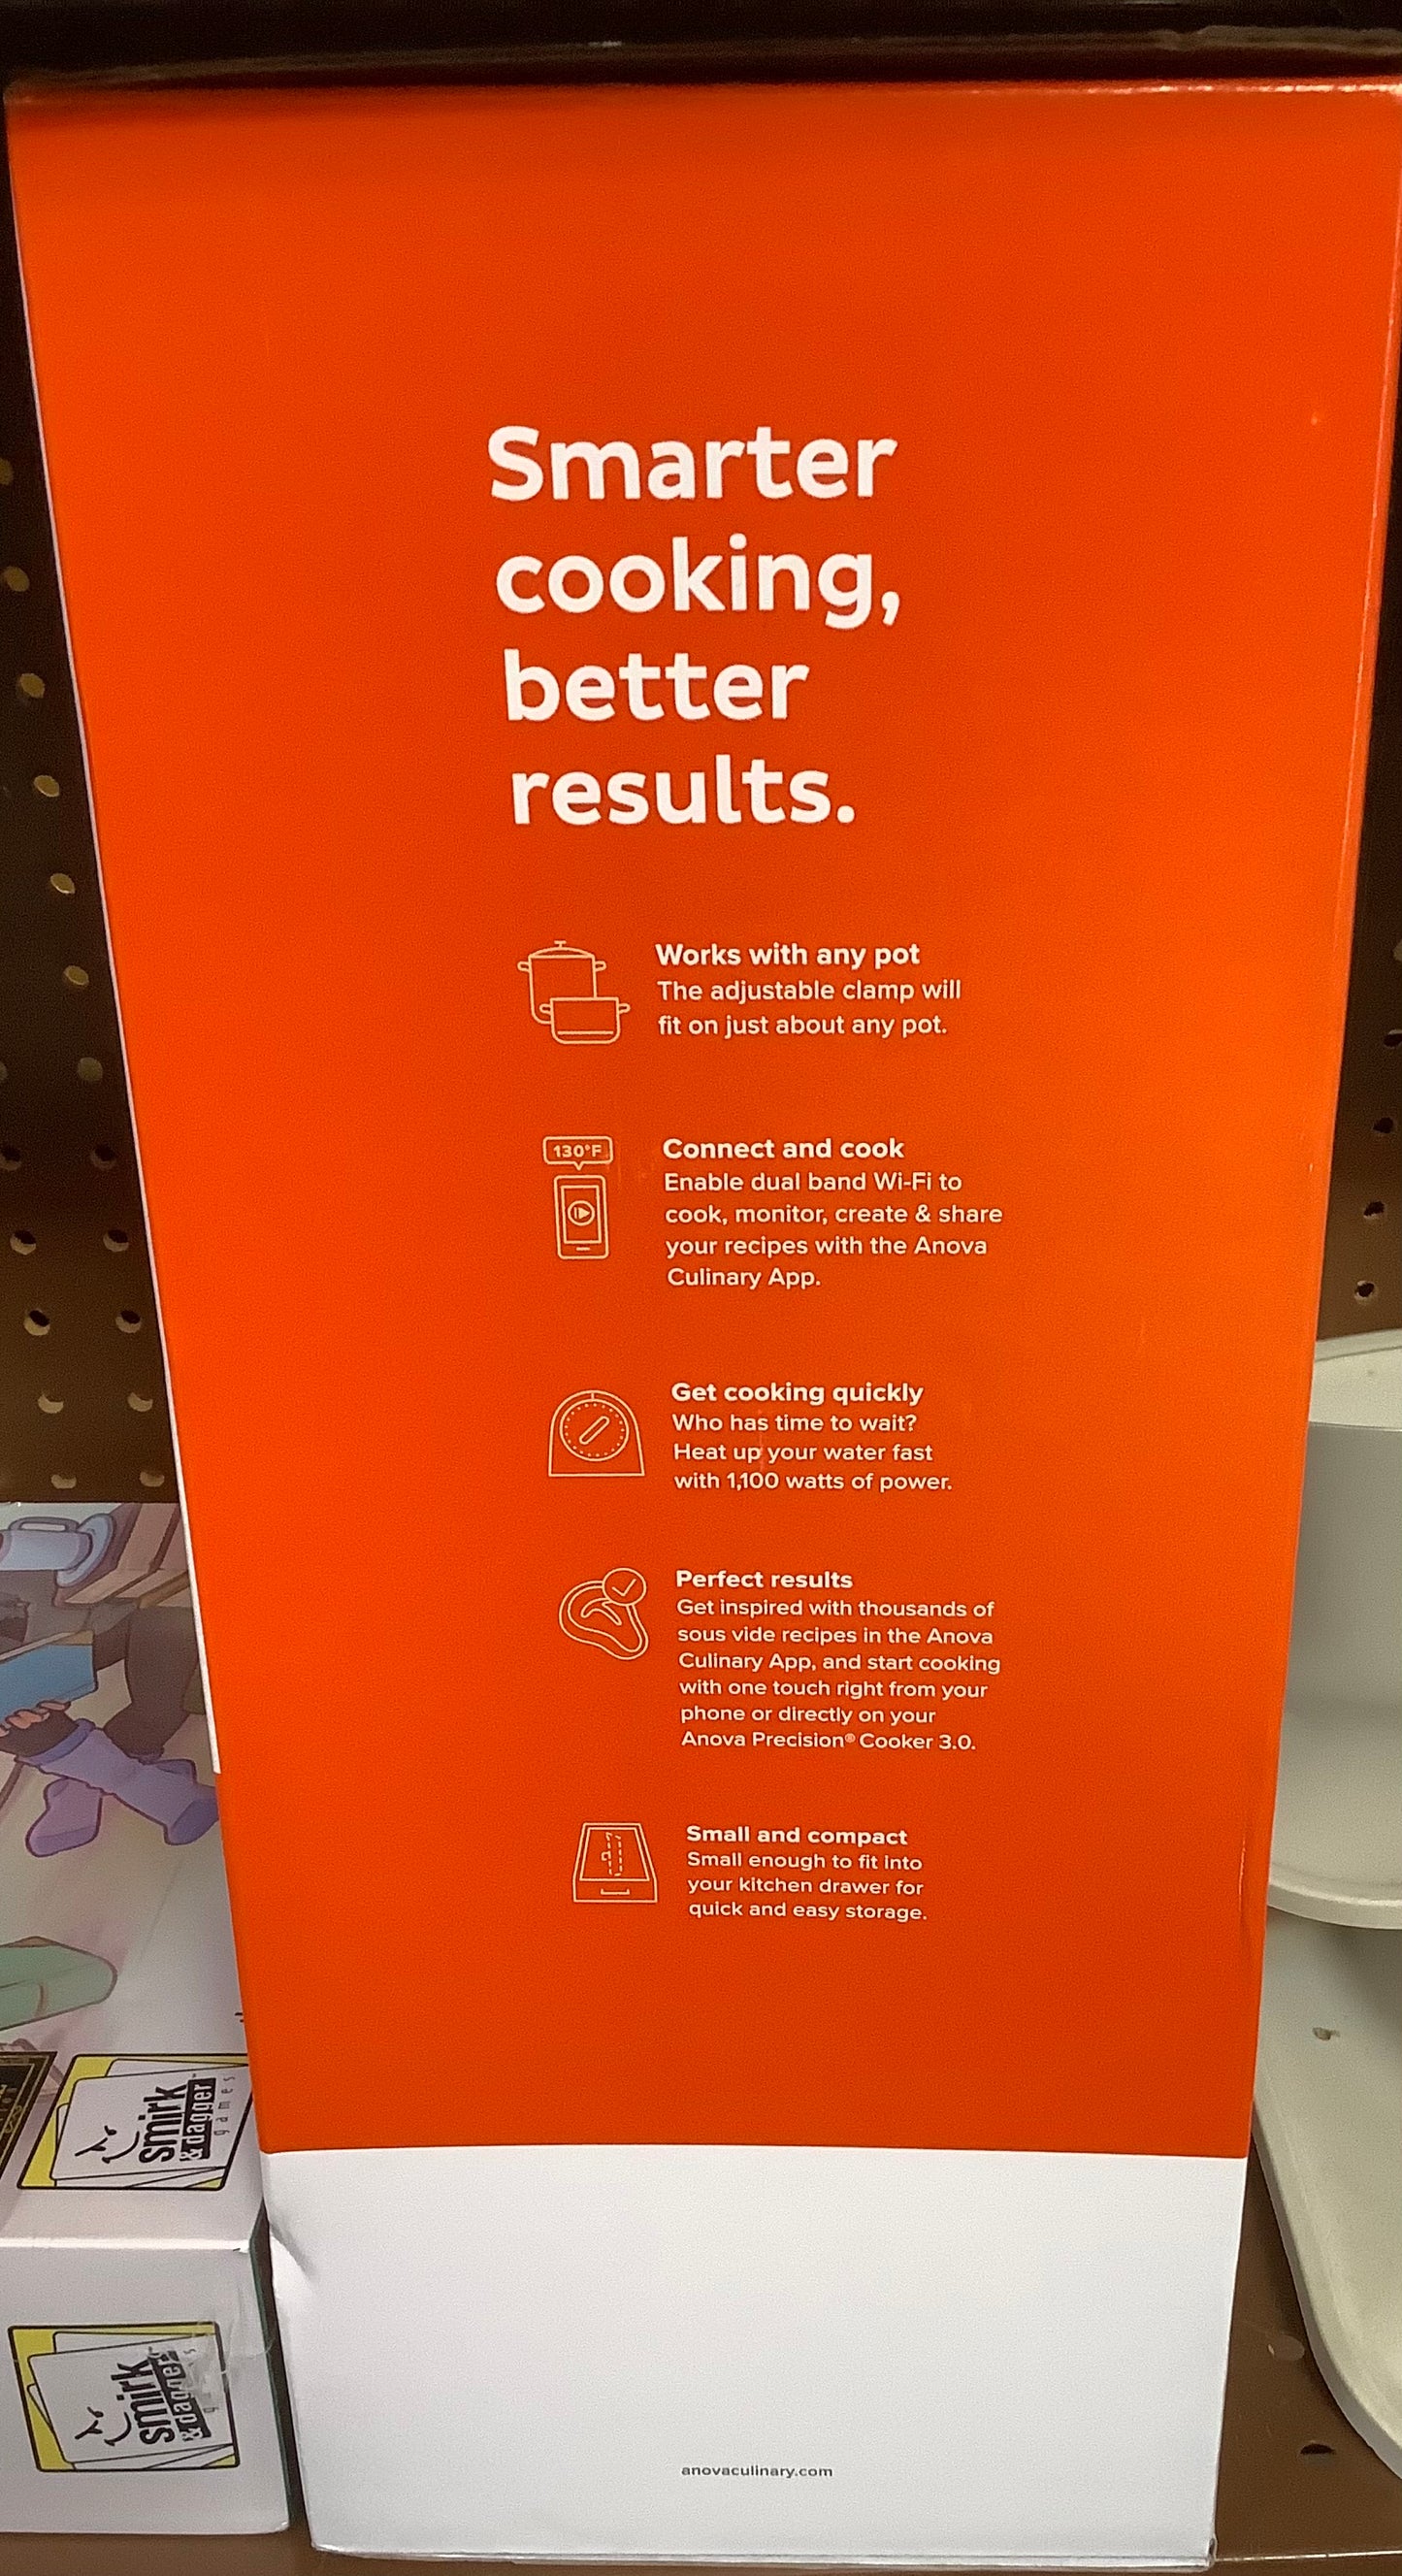 Smarter
cooking,
better
results.
Works with any pot
The adjustable clamp will
fit on just about any pot.
130°F
Connect and cook
Enable dual band Wi-Fi to
cook, monitor, create & share
your recipes with the Anova
Culinary App.
Get cooking quickly
Who has time to wait?
Heat up your water fast
with 1,100 watts of power.
Perfect results
Get inspired with thousands of
sous vide recipes in the Anova
Culinary App, and start cooking
with one touch right from your
phone or directly on your
Anova Precision® Cooker 3.0.
Small and compact
Small enough to fit into
your kitchen drawer for
quick and easy storage.
anovaculinary.com
smirk
& dagger
games
smirk
& dagger